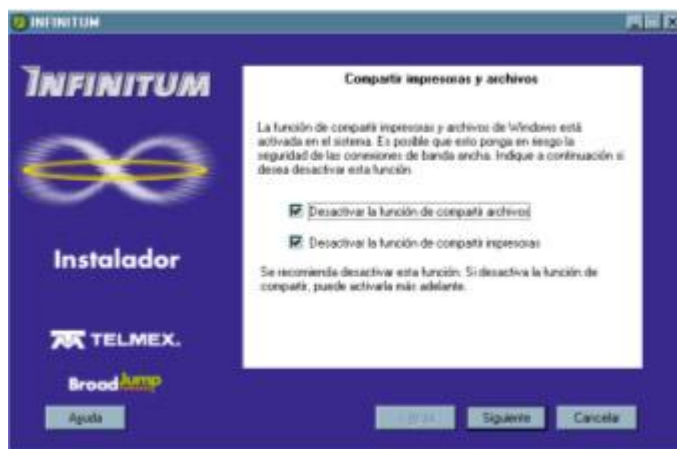 INFINITUM
INFINITUM
Compartir impresoras y archivos
La función de compartir impresoras y archivos de Windows está
activada en el sistema. Es posible que esto ponga en riesgo la
seguridad de las conexiones de banda ancha. Indique a continuación si
desea desactivar esta función
Desactivar la función de compartir archivos
Desactivar la función de compartir impresoras
Se recomienda desactivar esta función. Si desactiva la función de
compartir, puede activarla más adelante.
Instalador
TELMEX.
BroadJump
Ayuda
Siguiente
Cancelar